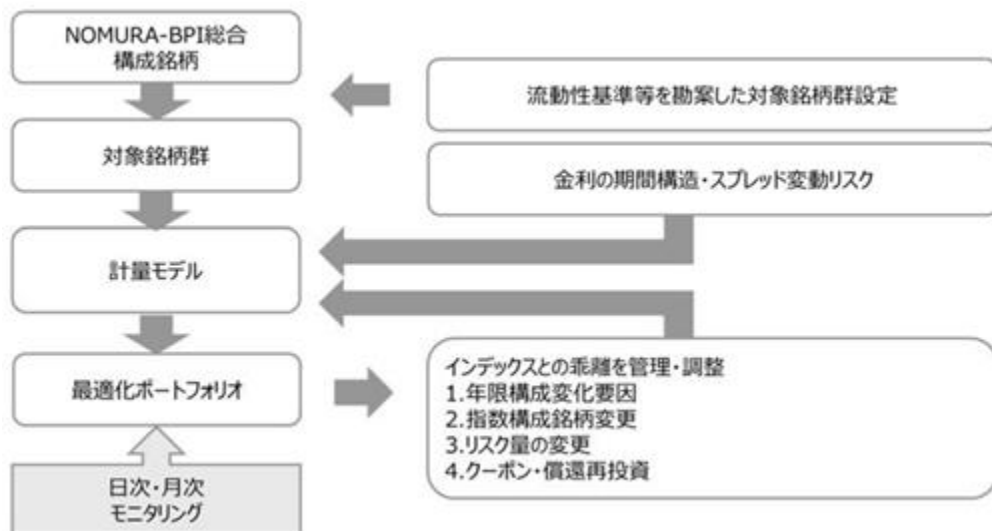 NOMURA-BPI総合
構成銘柄
流動性基準等を勘案した対象銘柄群設定
対象銘柄群
金利の期間構造・スプレッド変動リスク
計量モデル
最適化ポートフォリオ
インデックスとの乖離を管理・調整
1.年限構成変化要因
2.指数構成銘柄変更
3.リスク量の変更
4.クーポン・償還再投資
日次・月次
モニタリング